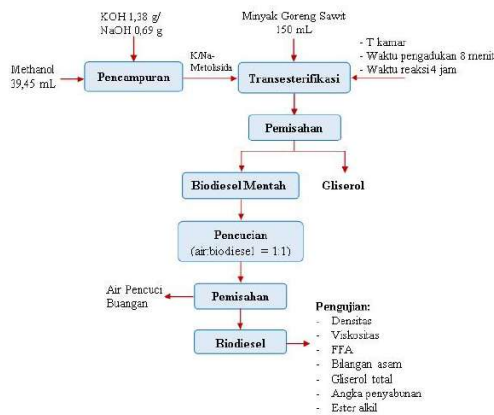 KOH 1,38 g/
NaOH 0,69 g
Minyak Goreng Sawit
150 mL
Methanol
39,45 mL
Pencampuran
K/Na-
Metoksida
Transesterifikasi
- T kamar
- Waktu pengadukan 8 menit
- Waktu reaksi 4 jam
Pemisahan
Biodiesel Mentah
Gliserol
Pencucian
(air:biodiesel = 1:1)
Air Pencuci
Buangan
Pemisahan
Biodiesel
Pengujian:
- Densitas
- Viskositas
- FFA
- Bilangan asam
- Gliserol total
- Angka penyabunan
- Ester alkil